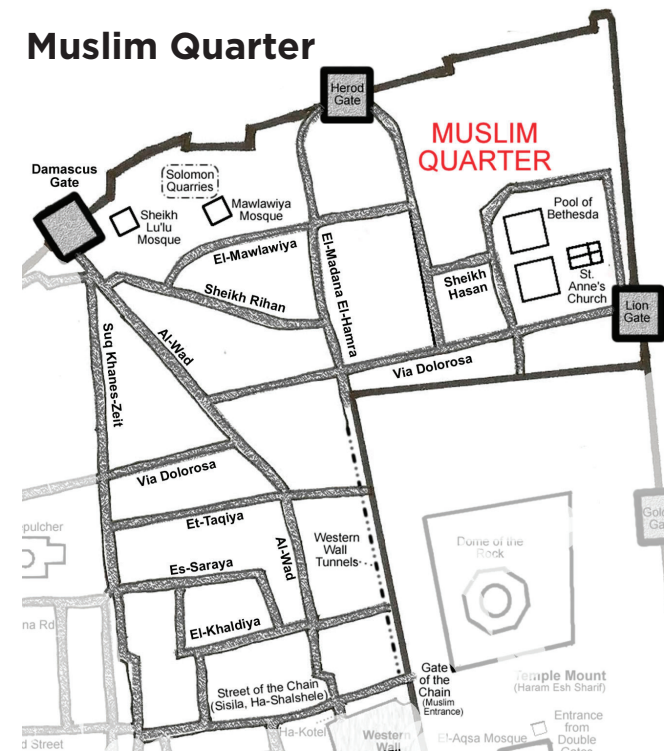 Muslim Quarter
Herod
Gate
MUSLIM
QUARTER
Damascus
Gate
Solomon
Quarries
Sheikh
Lu'lu
Mosque
Mawlawiya
Mosque
Pool of
Bethesda
St.
Anne's
Church
El-Mawlawiya
El-Madana El-Hamra
Sheikh
Hasan
Sheikh Rihan
Lion
Gate
Suq Khanes-Zeit
Al-Wad
Via Dolorosa
Via Dolorosa
Et-Taqiya
Al-Wad
Western
Wall
Tunnels
Es-Saraya
El-Khaldiya
pulcher
Dome of the
Rock
Gol
Ga
na Rd
Gate
of the
Chain
(Muslim
Entrance)
Temple Mount
(Haram Esh Sharif)
Street of the Chain
(Sisila, Ha-Shalshele)
Ha-Kotel
Western
Wall
El-Aqsa Mosque
Entrance
from
Double
d Street